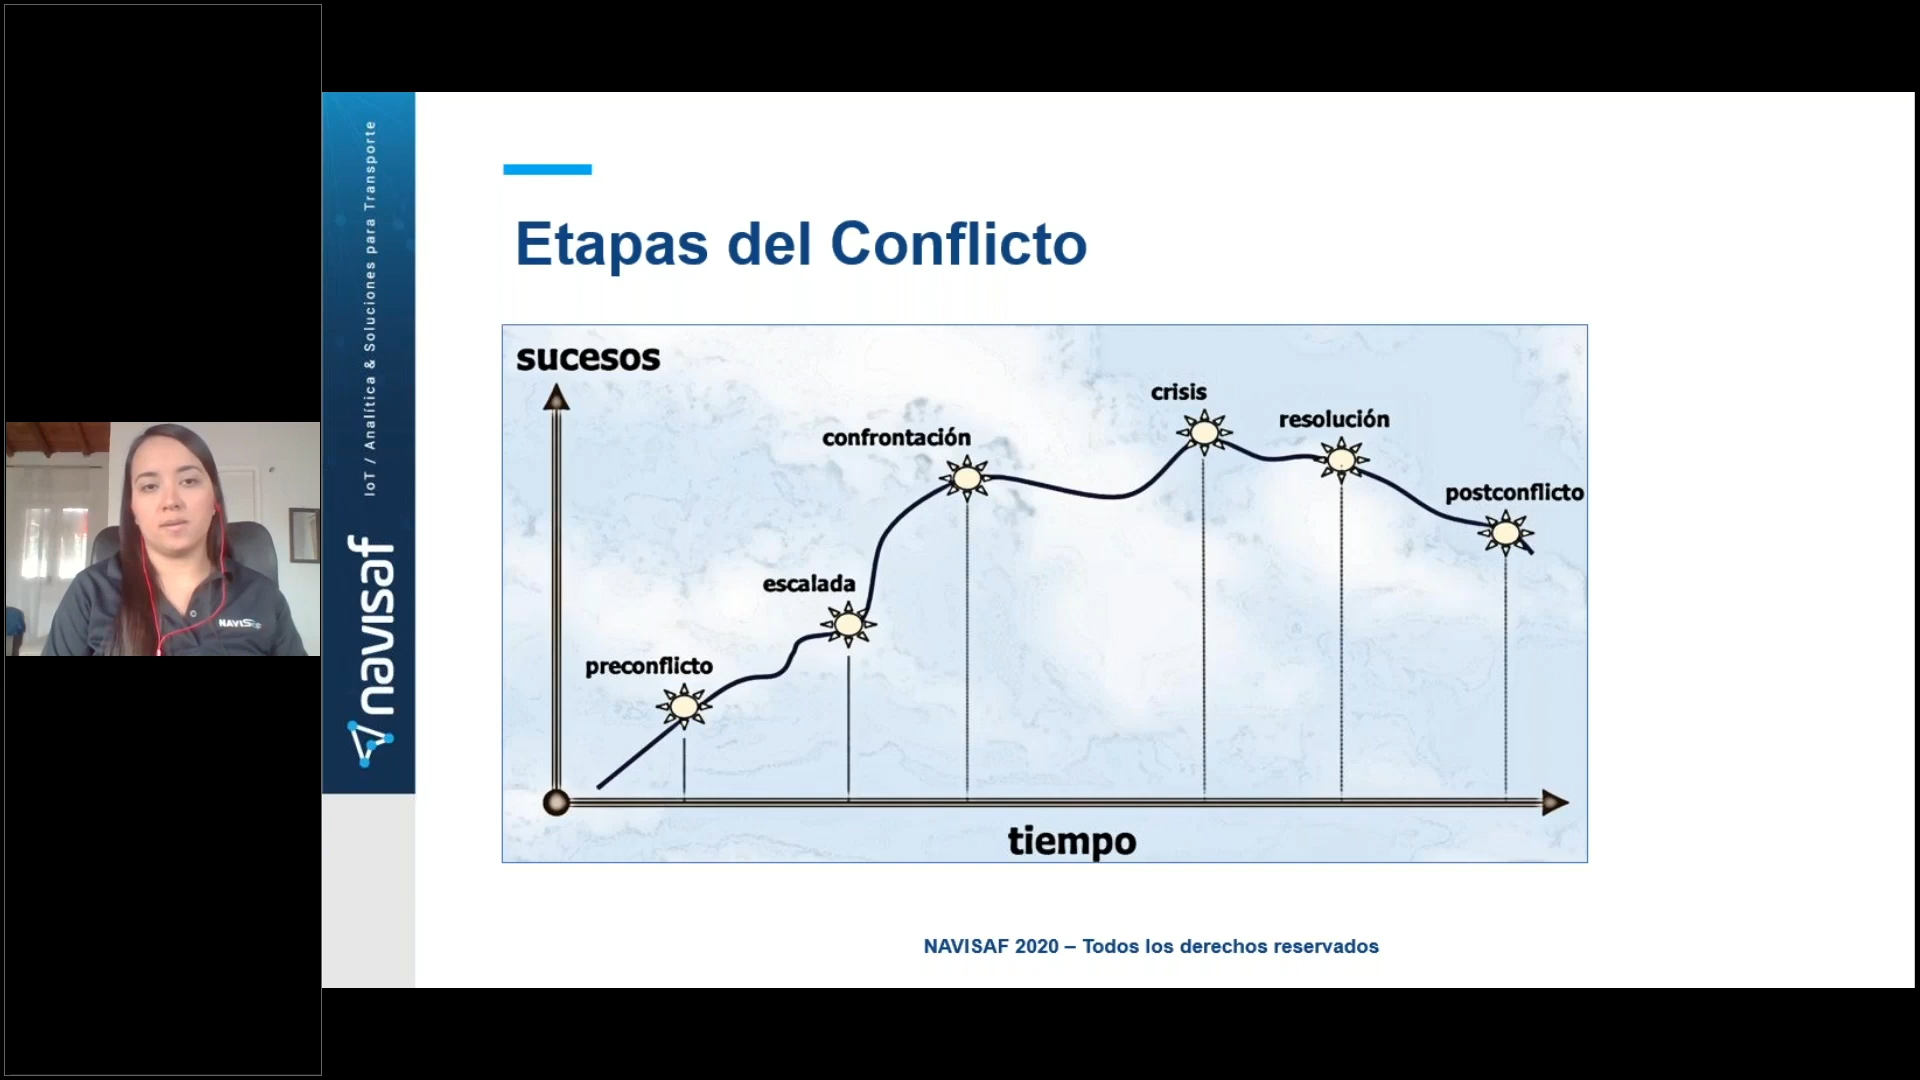 IoT / Analítica & Soluciones para Transporte
navisaf
Etapas del Conflicto
sucesos
crisis
resolución
confrontación
postconflicto
escalada
preconflicto
tiempo
NAVISAF 2020 – Todos los derechos reservados